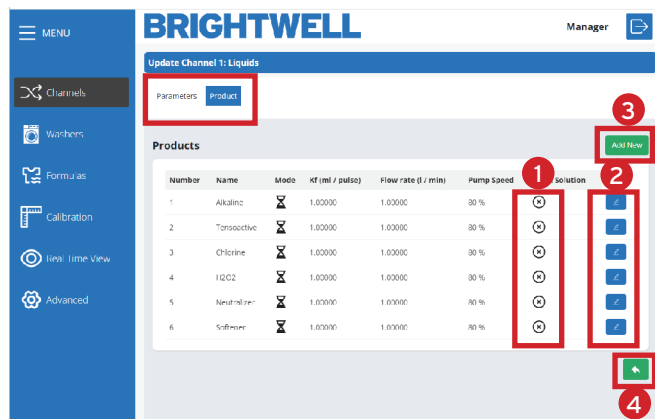 MENU
BRIGHTWELL
Manager
Update Channel 1: Liquids
Channels
Parameters
Product
3
Washers
Products
Add New
Formulas
1
2
Number Name Mode Kf (ml / pulse) Flow rate (l / min) Pump Speed Solution
1 Alkaline 1.00000 1.00000 80 %
Calibration
2 Tensoactive 1.00000 1.00000 80 %
3 Chlorine 1.00000 1.00000 80 %
Real Time View
4 H2O2 1.00000 1.00000 80 %
Advanced
5 Neutralizer 1.00000 1.00000 80 %
6 Softener 1.00000 1.00000 80 %
4